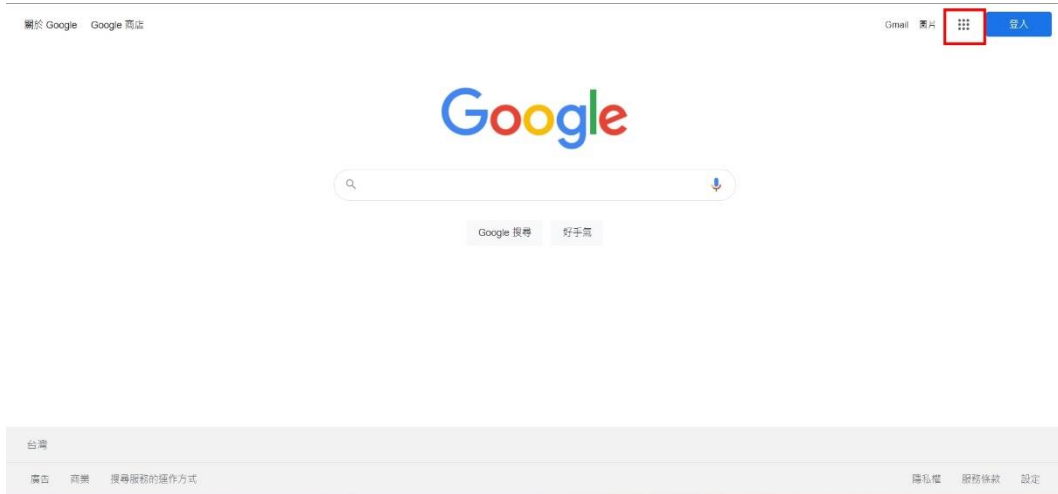 關於 Google Google 商店 Gmail 圖片 登入
Google
Google 搜尋 好手氣
台灣
廣告 商業 搜尋服務的運作方式 隱私權 服務條款 設定